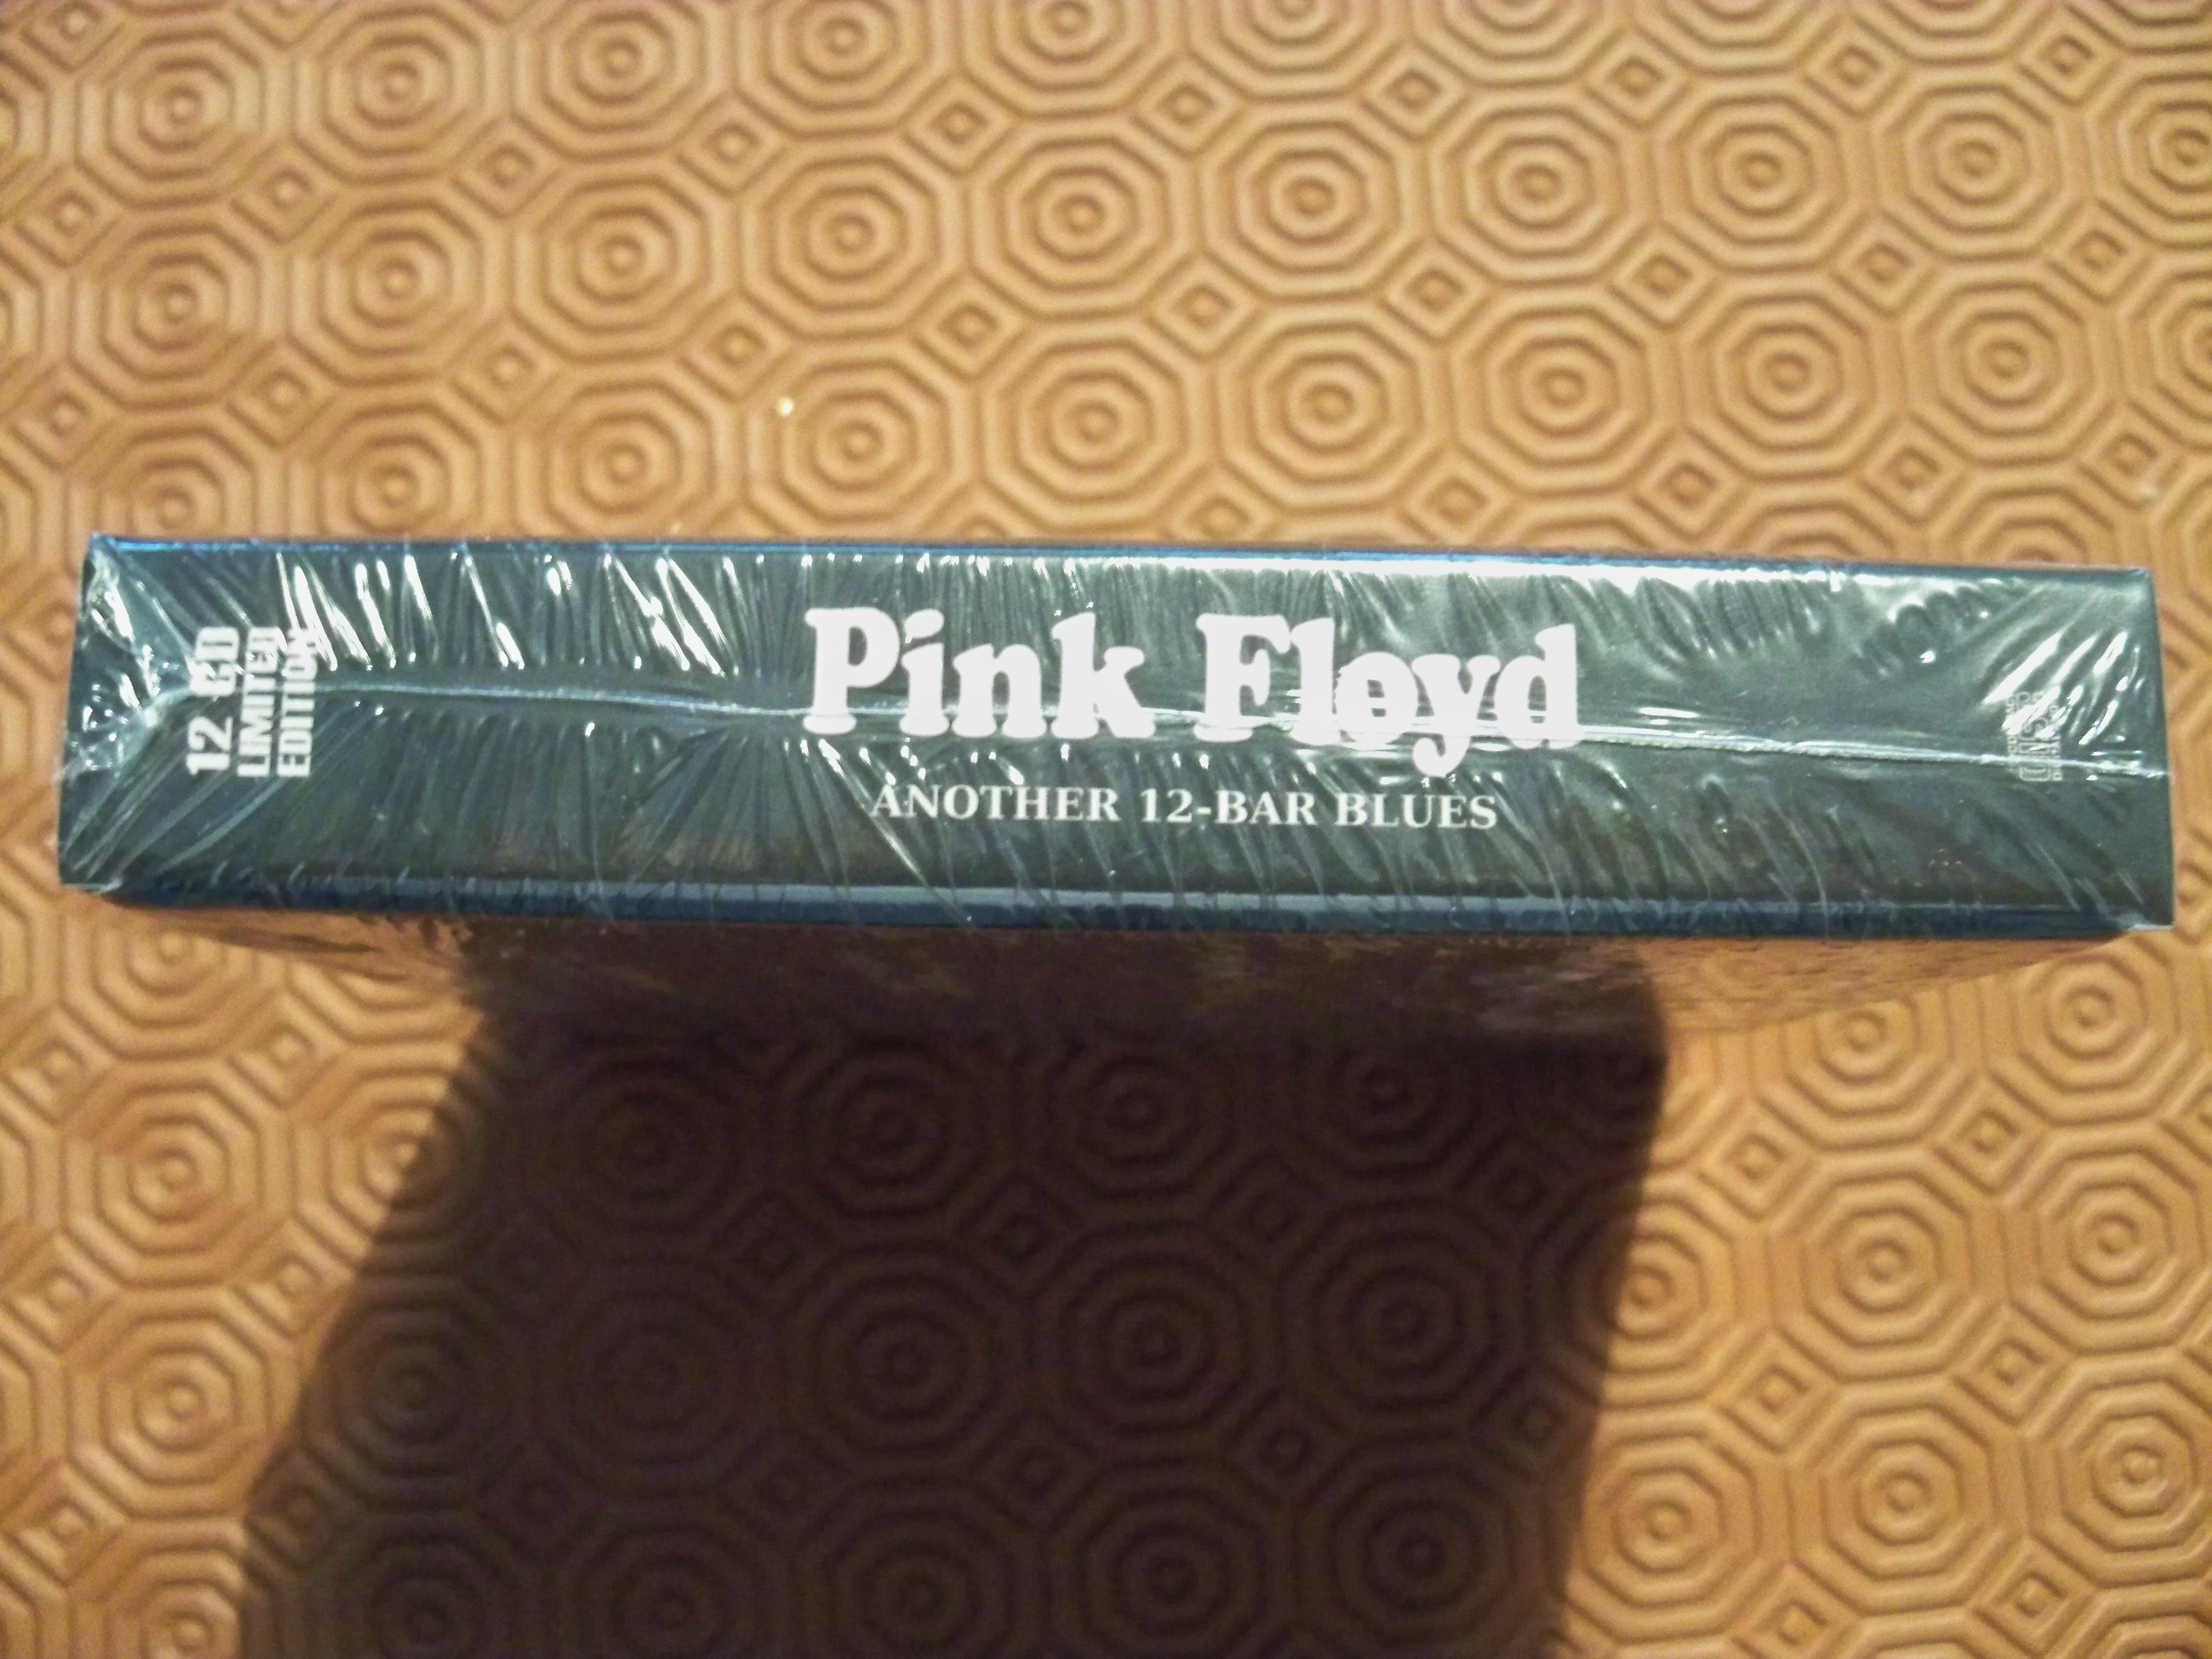 12 CD
LIMITED
EDITION
Pink Floyd
ANOTHER 12-BAR BLUES